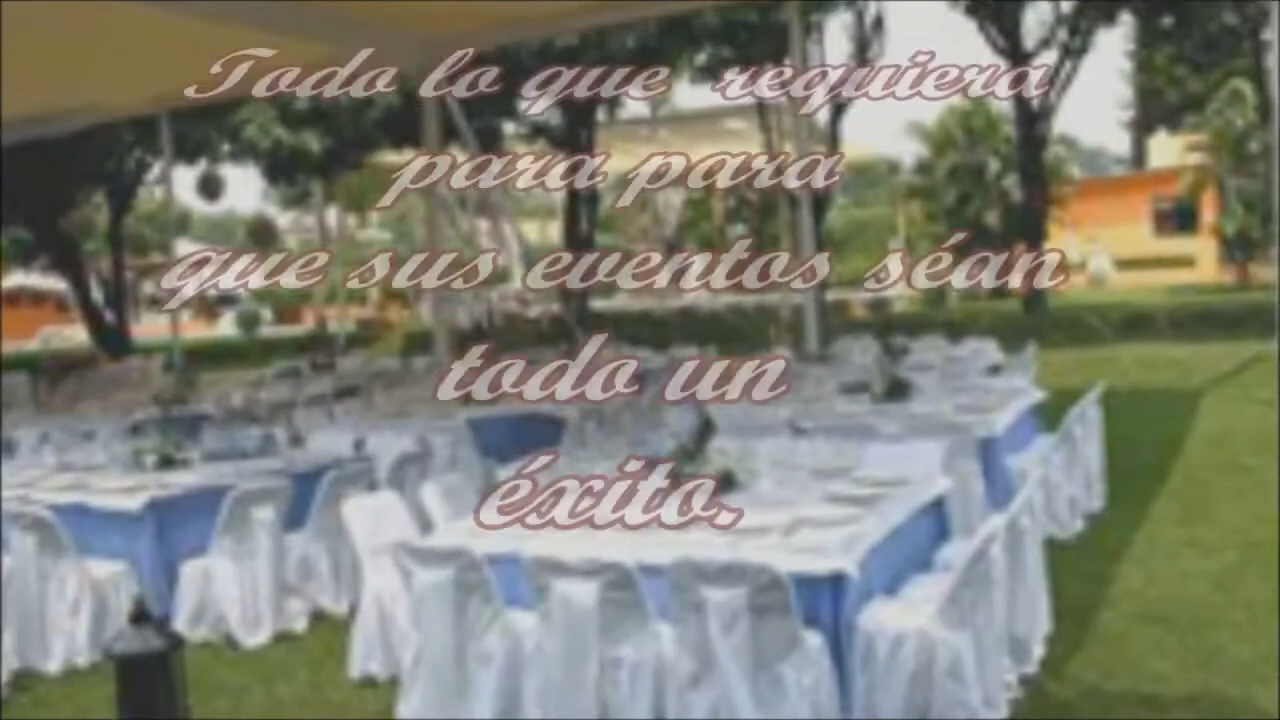 Todo lo que requiera
para para
que sus eventos séan
todo un
éxito.